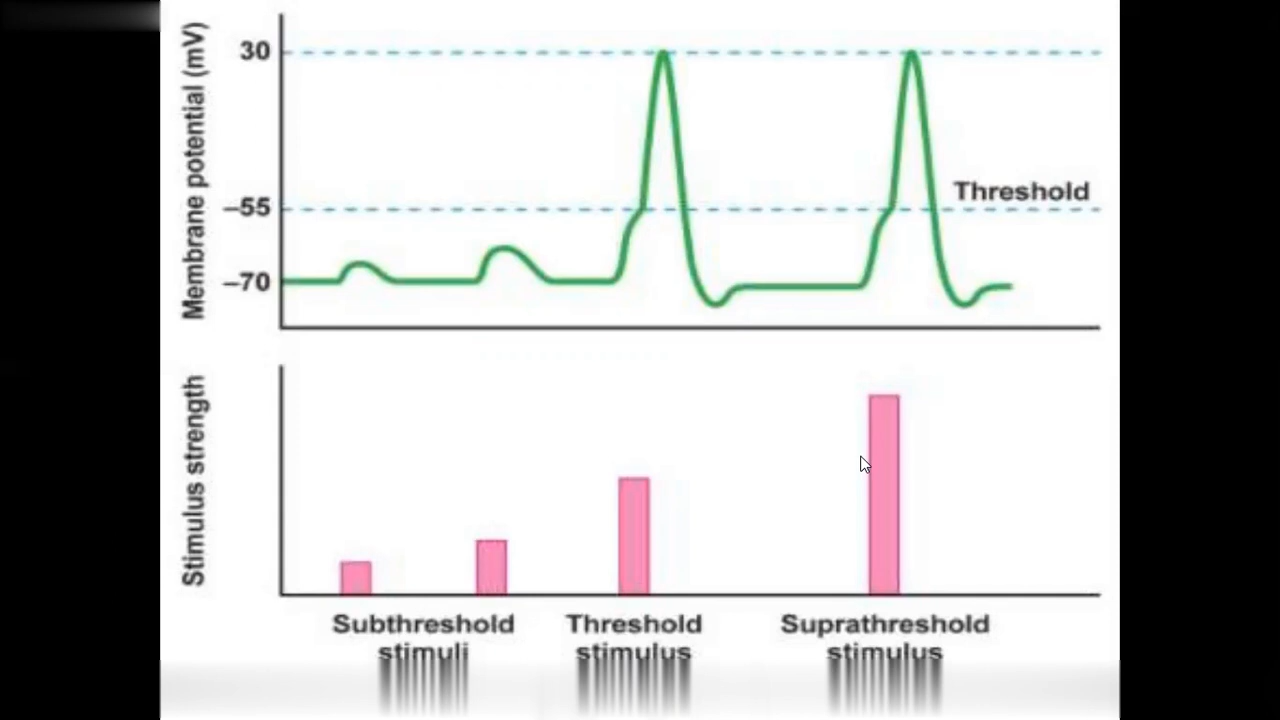 Membrane potential (mV)
30
Threshold
–55
–70
Stimulus strength
Subthreshold
stimuli
Threshold
stimulus
Suprathreshold
stimulus